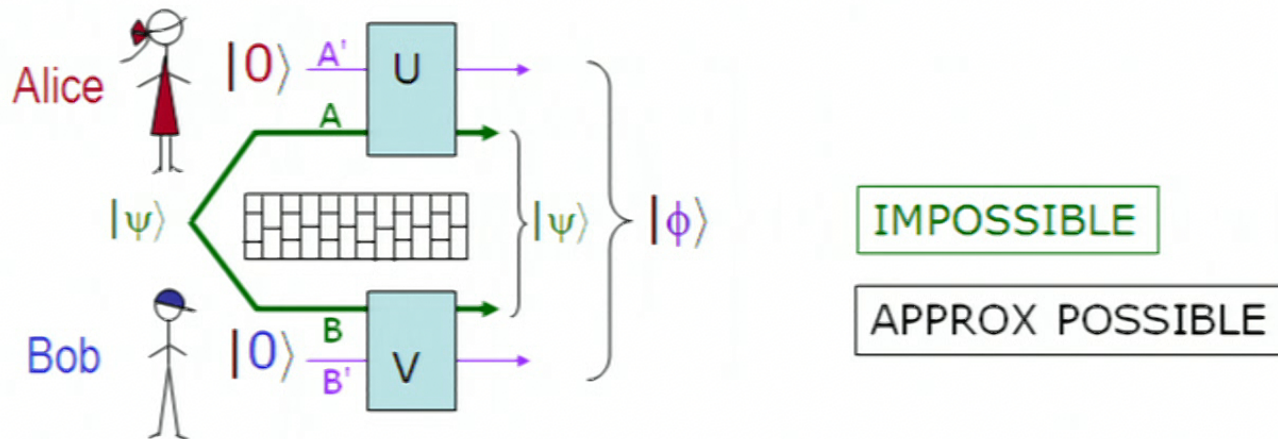 Alice
|0⟩
A'
U
A
|ψ⟩
|ψ⟩
|ϕ⟩
IMPOSSIBLE
APPROX POSSIBLE
Bob
|0⟩
B
B'
V